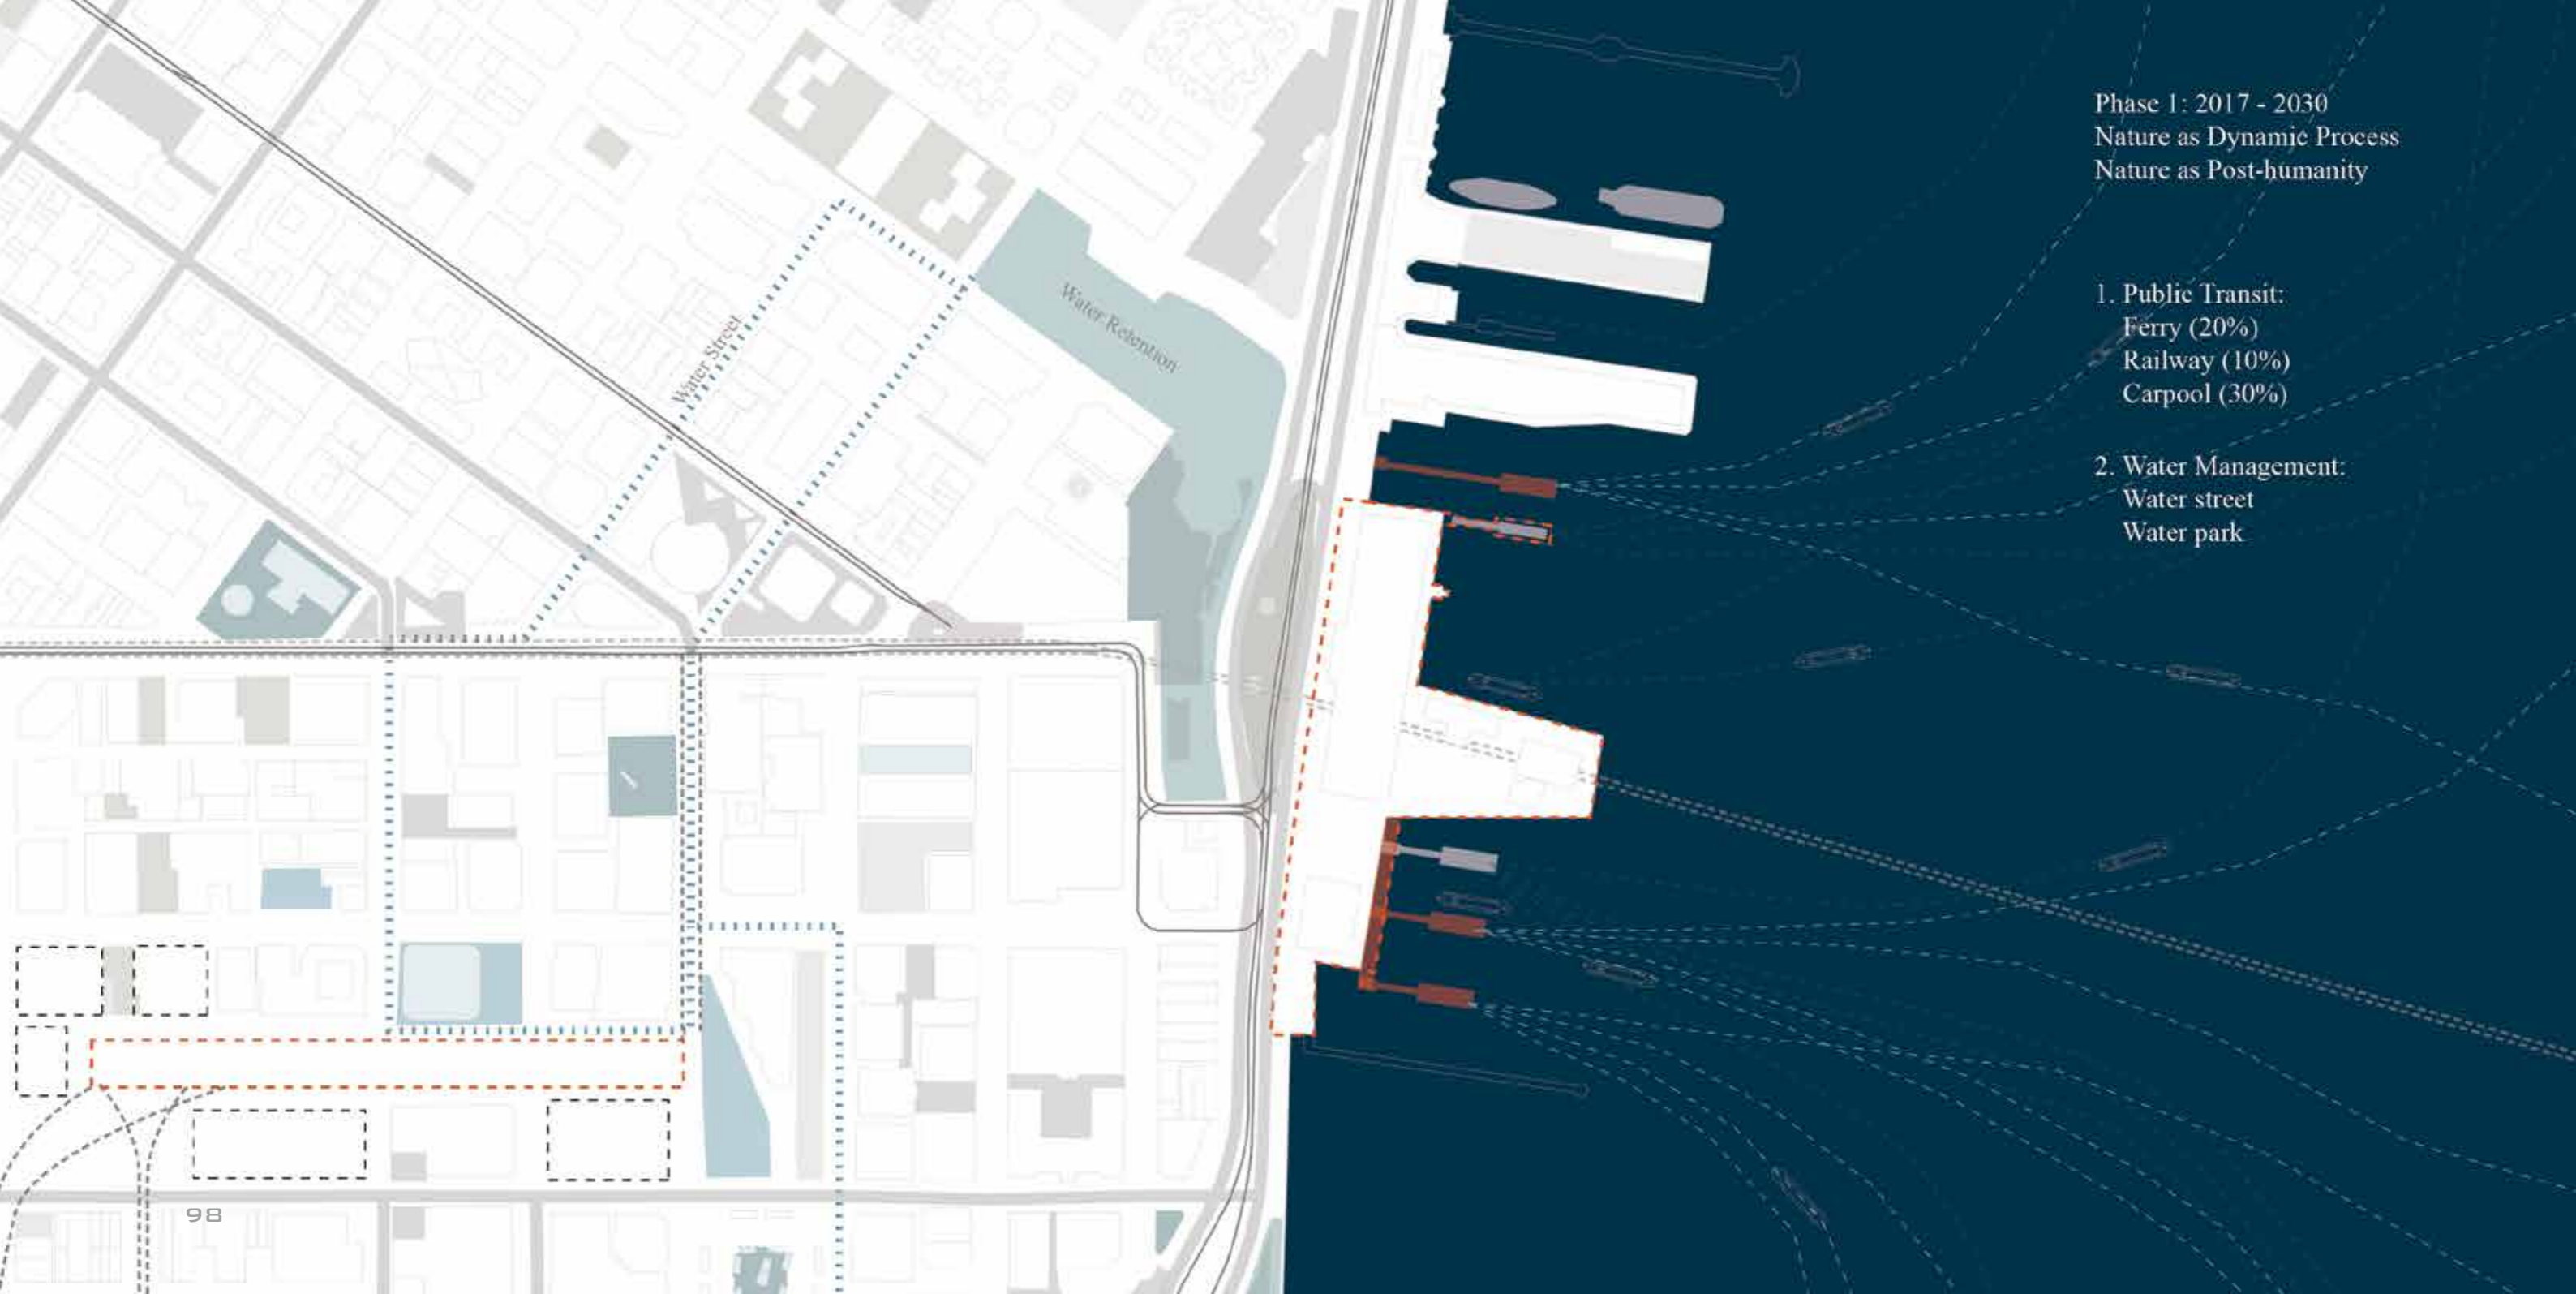 Phase 1: 2017 - 2030
Nature as Dynamic Process
Nature as Post-humanity
1. Public Transit:
Ferry (20%)
Railway (10%)
Carpool (30%)
2. Water Management:
Water street
Water park
Water Retention
Water Street
98